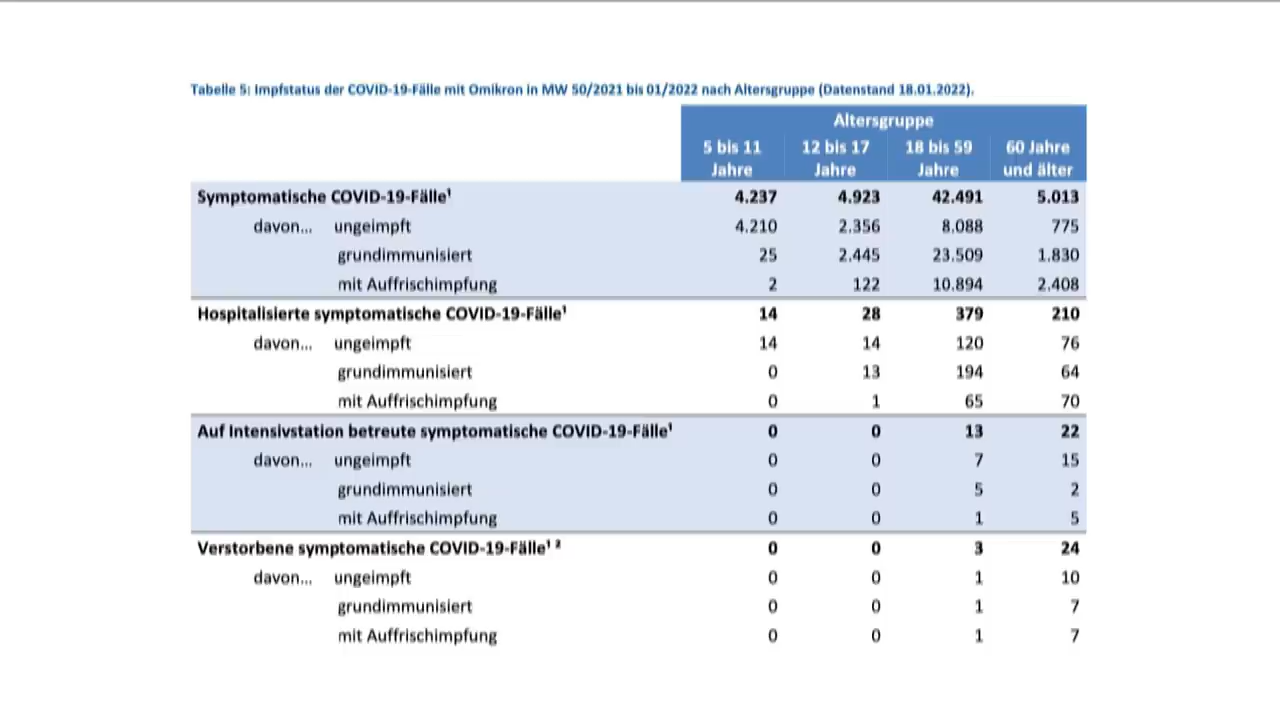 Tabelle 5: Impfstatus der COVID-19-Fälle mit Omikron in MW 50/2021 bis 01/2022 nach Altersgruppe (Datenstand 18.01.2022).
Altersgruppe
5 bis 11 Jahre 12 bis 17 Jahre 18 bis 59 Jahre 60 Jahre und älter
Symptomatische COVID-19-Fälle¹ 4.237 4.923 42.491 5.013
davon... ungeimpft 4.210 2.356 8.088 775
grundimmunisiert 25 2.445 23.509 1.830
mit Auffrischimpfung 2 122 10.894 2.408
Hospitalisierte symptomatische COVID-19-Fälle¹ 14 28 379 210
davon... ungeimpft 14 14 120 76
grundimmunisiert 0 13 194 64
mit Auffrischimpfung 0 1 65 70
Auf Intensivstation betreute symptomatische COVID-19-Fälle¹ 0 0 13 22
davon... ungeimpft 0 0 7 15
grundimmunisiert 0 0 5 2
mit Auffrischimpfung 0 0 1 5
Verstorbene symptomatische COVID-19-Fälle¹ ² 0 0 3 24
davon... ungeimpft 0 0 1 10
grundimmunisiert 0 0 1 7
mit Auffrischimpfung 0 0 1 7